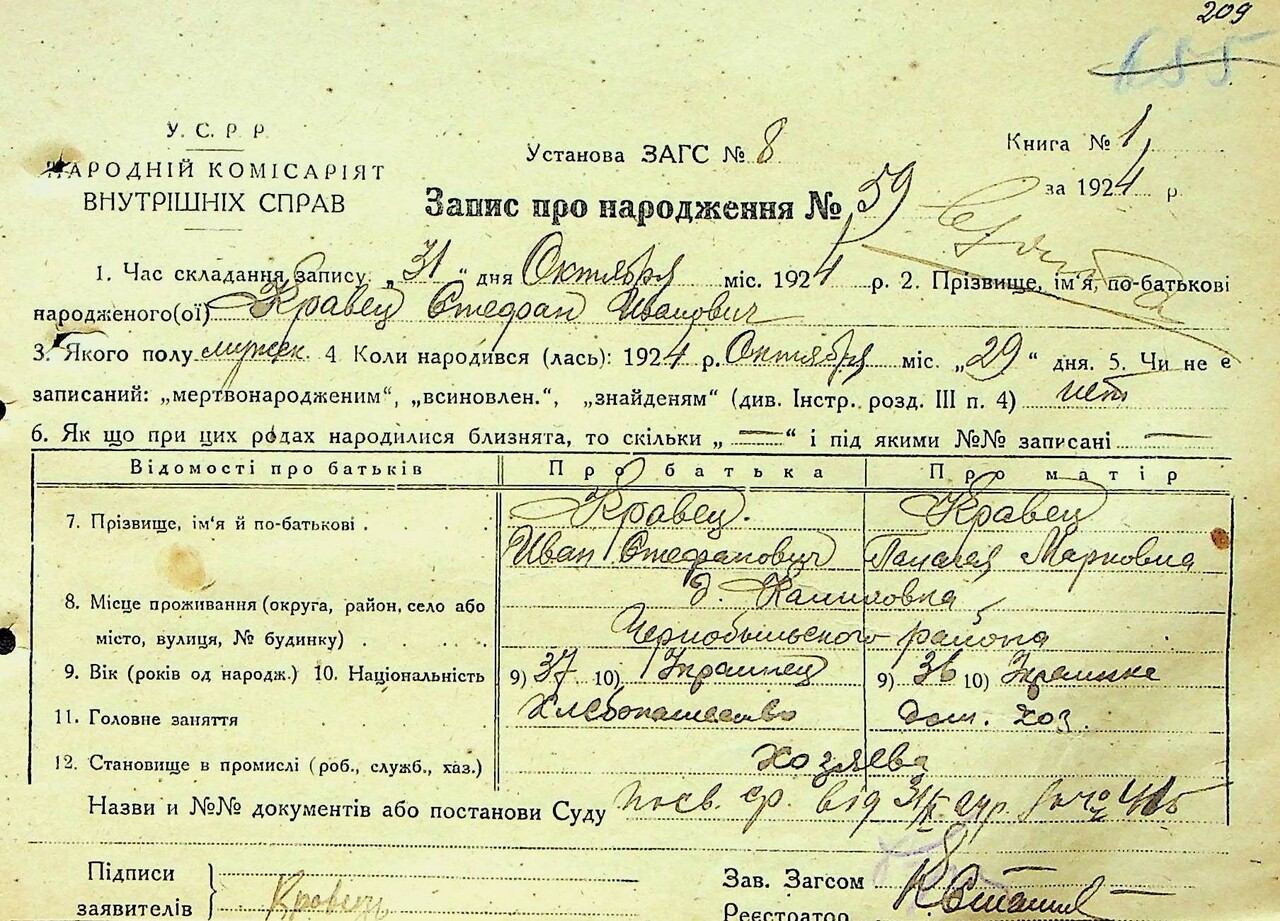 209
655
У. С. Р. Р.
НАРОДНІЙ КОМІСАРІЯТ
ВНУТРІШНІХ СПРАВ
Установа ЗАГС № 8
Книга № 1
за 1924 р.
Запис про народження № 59
1. Час складання запису „31“ дня Октября міс. 1924 р. 2. Прізвище, ім'я, по-батькові
народженого(ої) Кравец Стефан Иванович
3. Якого полу мужск. 4 Коли народився (лась): 1924 р. Октября міс. „29“ дня. 5. Чи не є
записаний: „мертвонародженим“, „всиновлен.“, „знайденям“ (див. Інстр. розд. III п. 4) нет
6. Як що при цих родах народилися близнята, то скільки „—“ і під якими №№ записані —
Відомості про батьків Про батька Про матір
7. Прізвище, ім'я й по-батькові . Кравец. Кравец
Иван Стефанович Марковна
8. Місце проживання (округа, район, село або
місто, вулиця, № будинку) . Чернобыльского района
9. Вік (років од народж.) 10. Національність 9) 37 10) Украинец 9) 36 10) Украинка
11. Головне заняття Хлебопашество Дом. хоз.
12. Становище в промислі (роб., служб., хаз.) Хозяева
Назви и №№ документів або постанови Суду посв. від
Підписи
заявителів
Зав. Загсом
Реєстратор